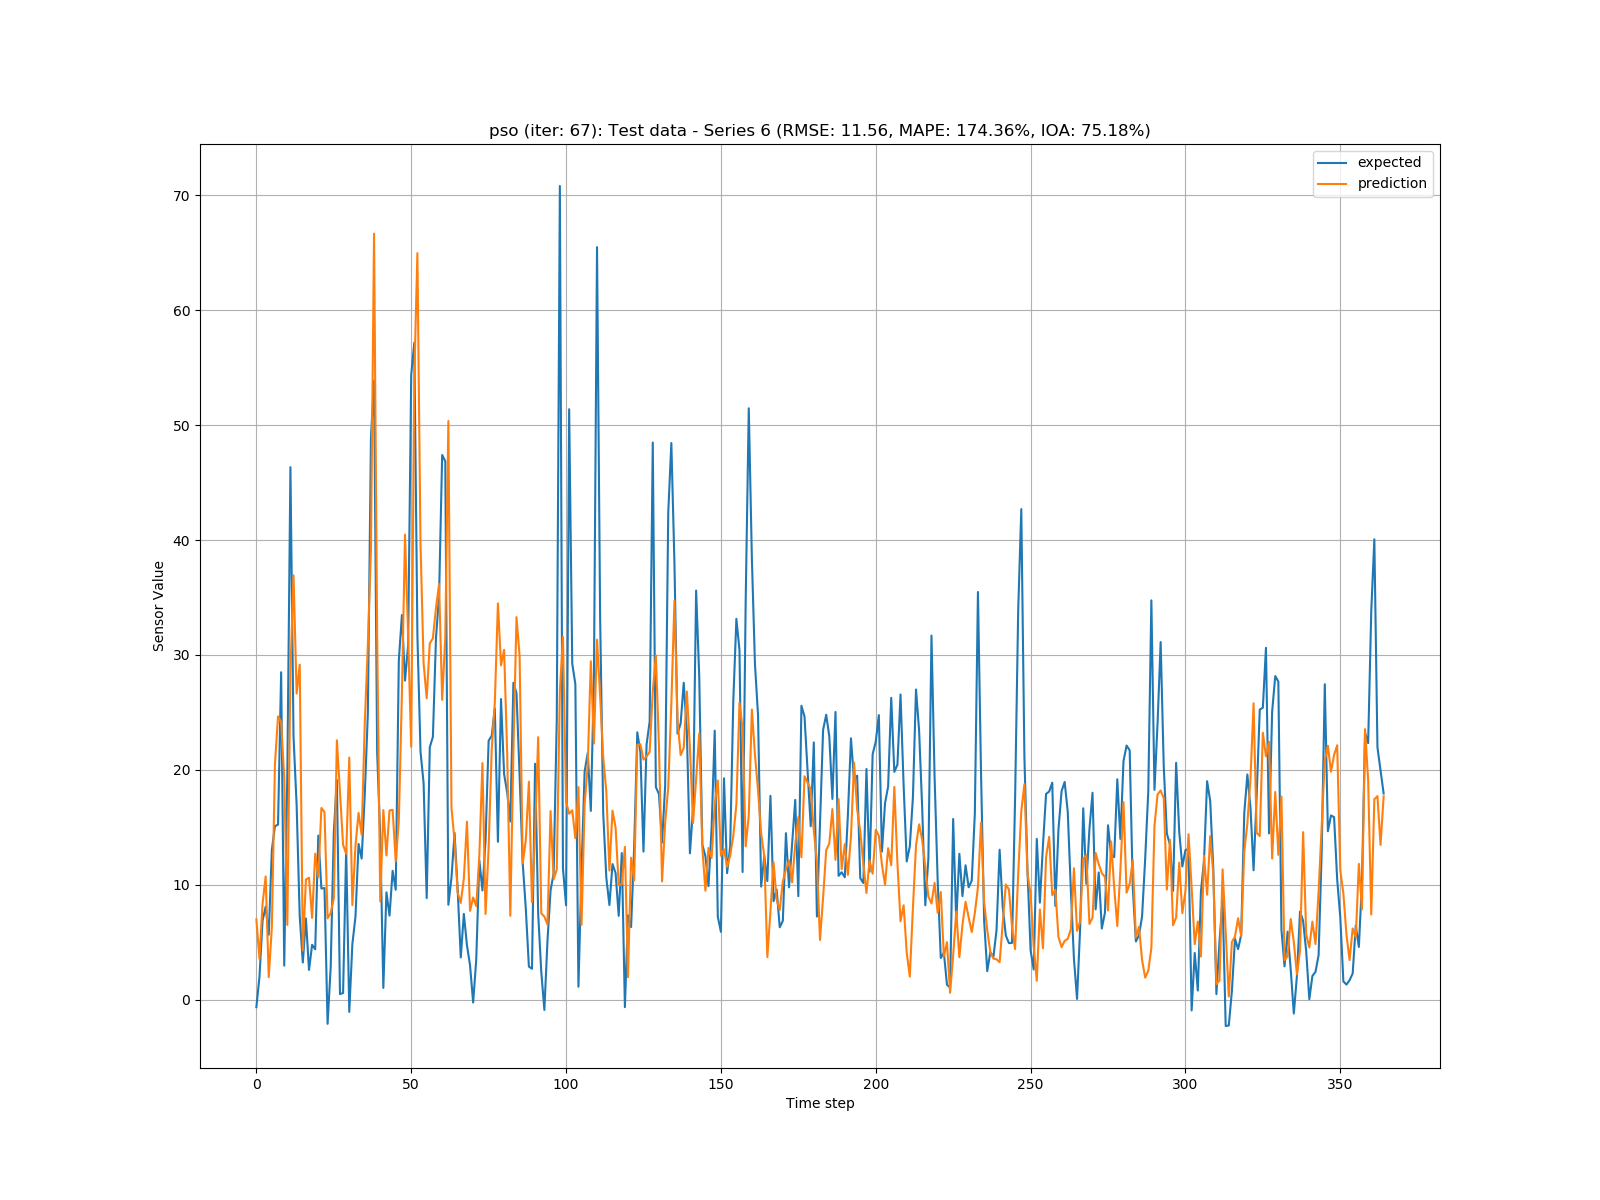 pso (iter: 67): Test data - Series 6 (RMSE: 11.56, MAPE: 174.36%, IOA: 75.18%)
expected
prediction
70
60
50
40
30
20
10
0
Sensor Value
0 50 100 150 200 250 300 350
Time step